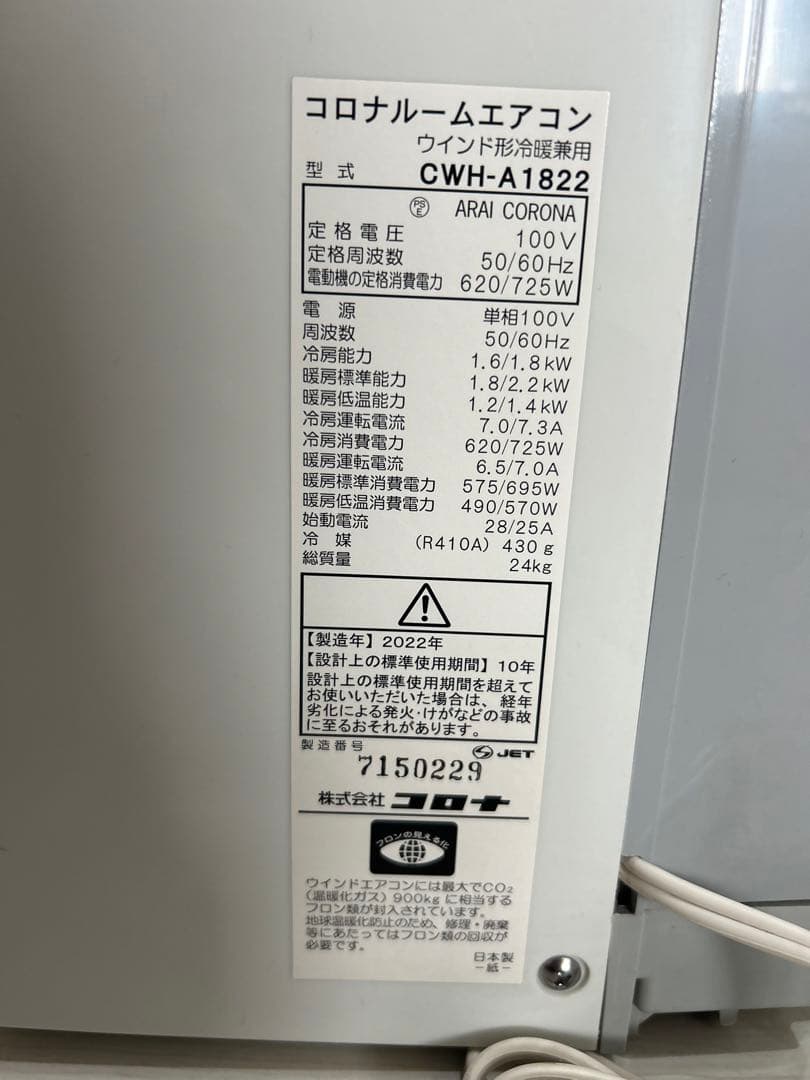 コロナルームエアコン
ウインド形冷暖兼用
型式 CWH-A1822
PSE ARAI CORONA
定格電圧 100V
定格周波数 50/60Hz
電動機の定格消費電力 620/725W
電源 単相100V
周波数 50/60Hz
冷房能力 1.6/1.8kW
暖房標準能力 1.8/2.2kW
暖房低温能力 1.2/1.4kW
冷房運転電流 7.0/7.3A
冷房消費電力 620/725W
暖房運転電流 6.5/7.0A
暖房標準消費電力 575/695W
暖房低温消費電力 490/570W
始動電流 28/25A
冷媒 (R410A) 430g
総質量 24kg
【製造年】2022年
【設計上の標準使用期間】10年
設計上の標準使用期間を超えて
お使いいただいた場合は、経年
劣化による発火・けがなどの事故
に至るおそれがあります。
製造番号 JET
7150229
株式会社 コロナ
フロンの見える化
ウインドエアコンには最大でCO₂
(温暖化ガス) 900kgに相当する
フロン類が封入されています。
地球温暖化防止のため、修理・廃棄
等にあたってはフロン類の回収が
必要です。
日本製
－紙－